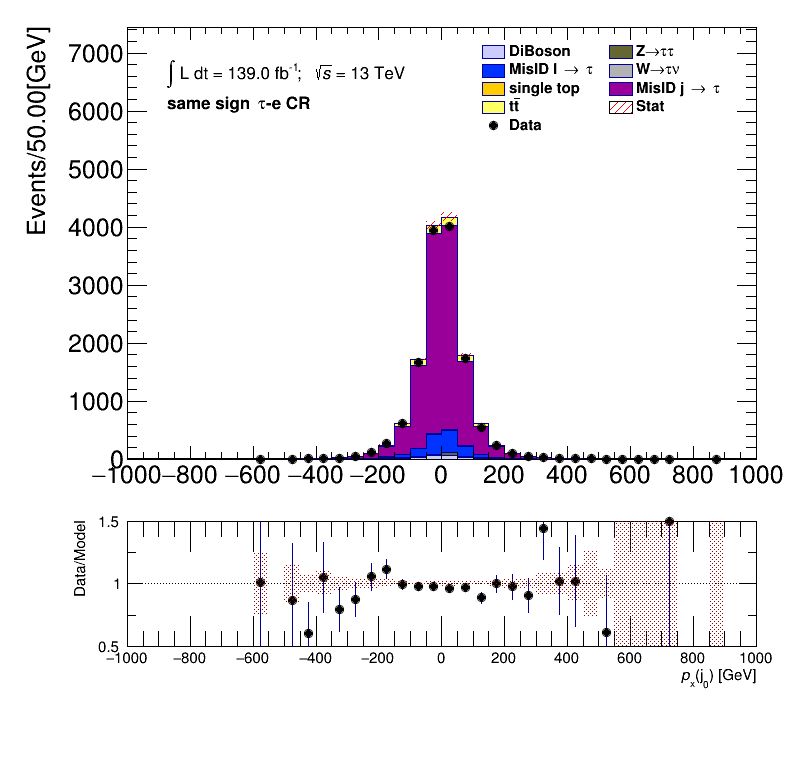 Events/50.00[GeV]
7000
6000
5000
4000
3000
2000
1000
0
∫ L dt = 139.0 fb⁻¹; √s = 13 TeV
same sign τ-e CR
DiBoson
Z→ττ
MisID l → τ
W→τν
single top
MisID j → τ
tt̄
Stat
Data
−1000 −800 −600 −400 −200 0 200 400 600 800 1000
Data/Model
1.5
1
0.5
−1000 −800 −600 −400 −200 0 200 400 600 800 1000
pₓ(j₀) [GeV]